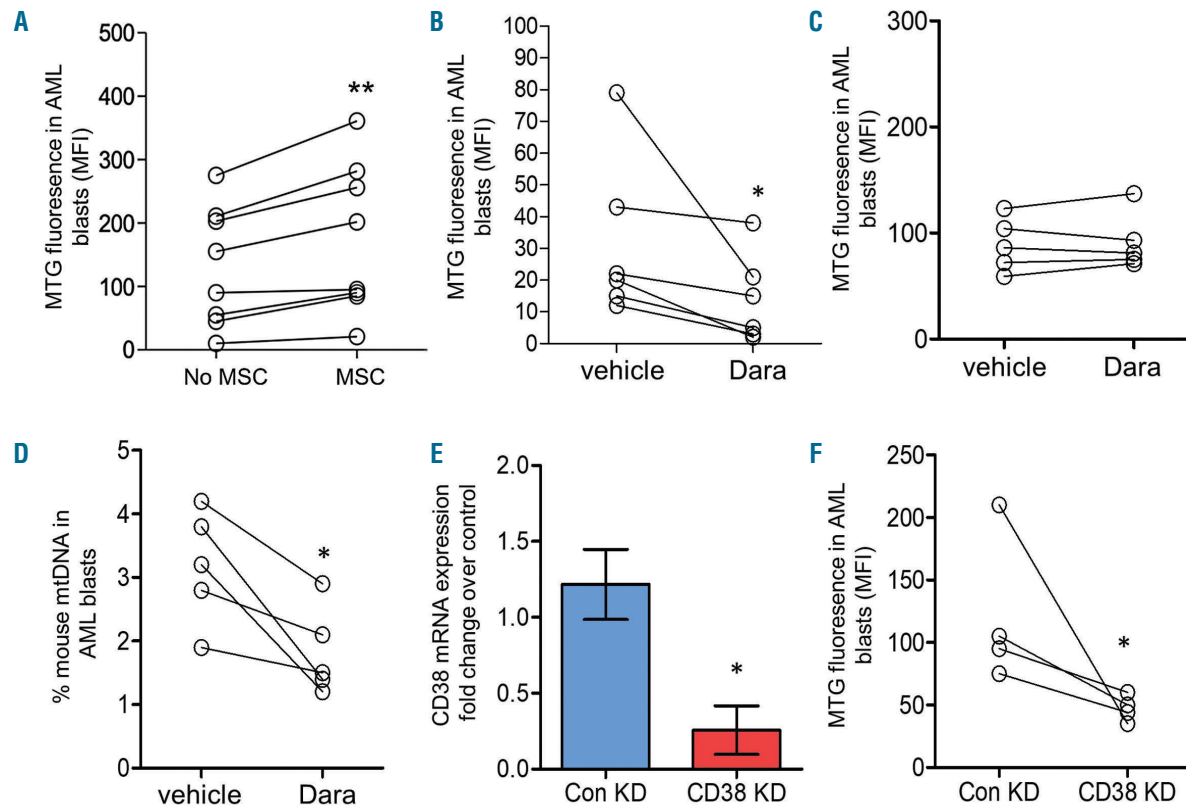 A
MTG fluoresence in AML
blasts (MFI)
500
400
300
200
100
0
**
No MSC
MSC
B
MTG fluoresence in AML
blasts (MFI)
100
90
80
70
60
50
40
30
20
10
0
*
vehicle
Dara
C
MTG fluoresence in AML
blasts (MFI)
300
200
100
0
vehicle
Dara
D
% mouse mtDNA in
AML blasts
5
4
3
2
1
0
*
vehicle
Dara
E
CD38 mRNA expression
fold change over control
2.0
1.5
1.0
0.5
0.0
*
Con KD
CD38 KD
F
MTG fluoresence in AML
blasts (MFI)
250
200
150
100
50
0
*
Con KD
CD38 KD